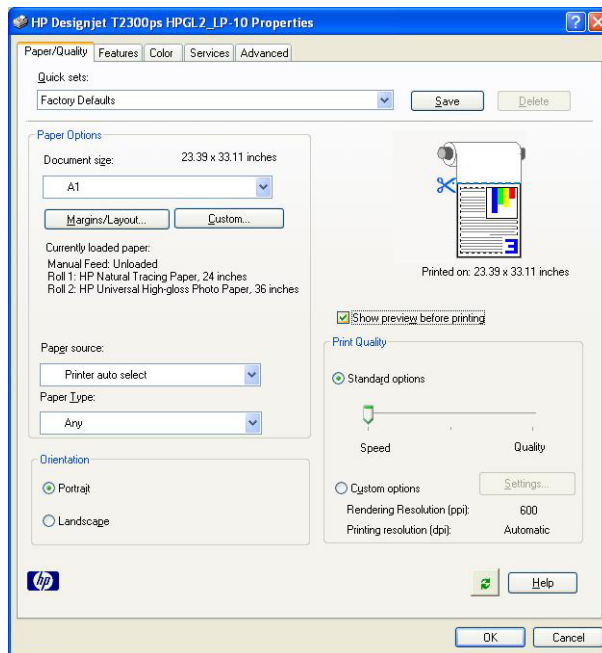 HP Designjet T2300ps HPGL2_LP-10 Properties
Paper/Quality Features Color Services Advanced
Quick sets:
Factory Defaults
Save
Delete
Paper Options
Document size: 23.39 x 33.11 inches
A1
Margins/Layout...
Custom...
Currently loaded paper:
Manual Feed: Unloaded
Roll 1: HP Natural Tracing Paper, 24 inches
Roll 2: HP Universal High-gloss Photo Paper, 36 inches
Paper source:
Printer auto select
Paper Type:
Any
Orientation
Portrait
Landscape
Printed on: 23.39 x 33.11 inches
Show preview before printing
Print Quality
Standard options
Speed Quality
Custom options
Settings...
Rendering Resolution (ppi): 600
Printing resolution (dpi): Automatic
hp
Help
OK
Cancel